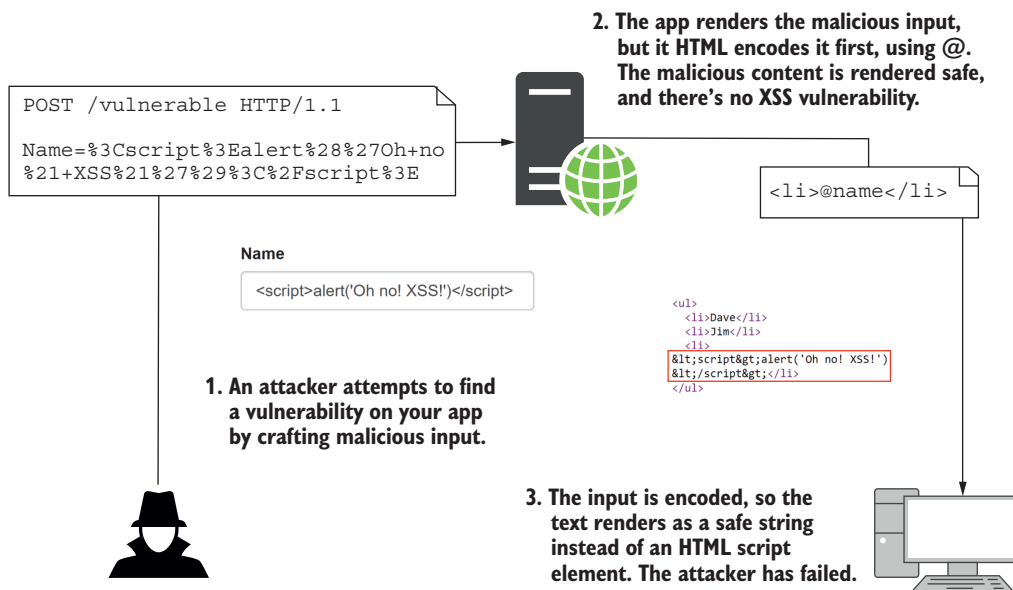 2. The app renders the malicious input,
but it HTML encodes it first, using @.
The malicious content is rendered safe,
and there's no XSS vulnerability.
POST /vulnerable HTTP/1.1
Name=%3Cscript%3Ealert%28%27Oh+no
%21+XSS%21%27%29%3C%2Fscript%3E
<li>@name</li>
Name
<script>alert('Oh no! XSS!')</script>
<ul>
<li>Dave</li>
<li>Jim</li>
<li>
&lt;script&gt;alert('Oh no! XSS!')
&lt;/script&gt;</li>
</ul>
1. An attacker attempts to find
a vulnerability on your app
by crafting malicious input.
3. The input is encoded, so the
text renders as a safe string
instead of an HTML script
element. The attacker has failed.